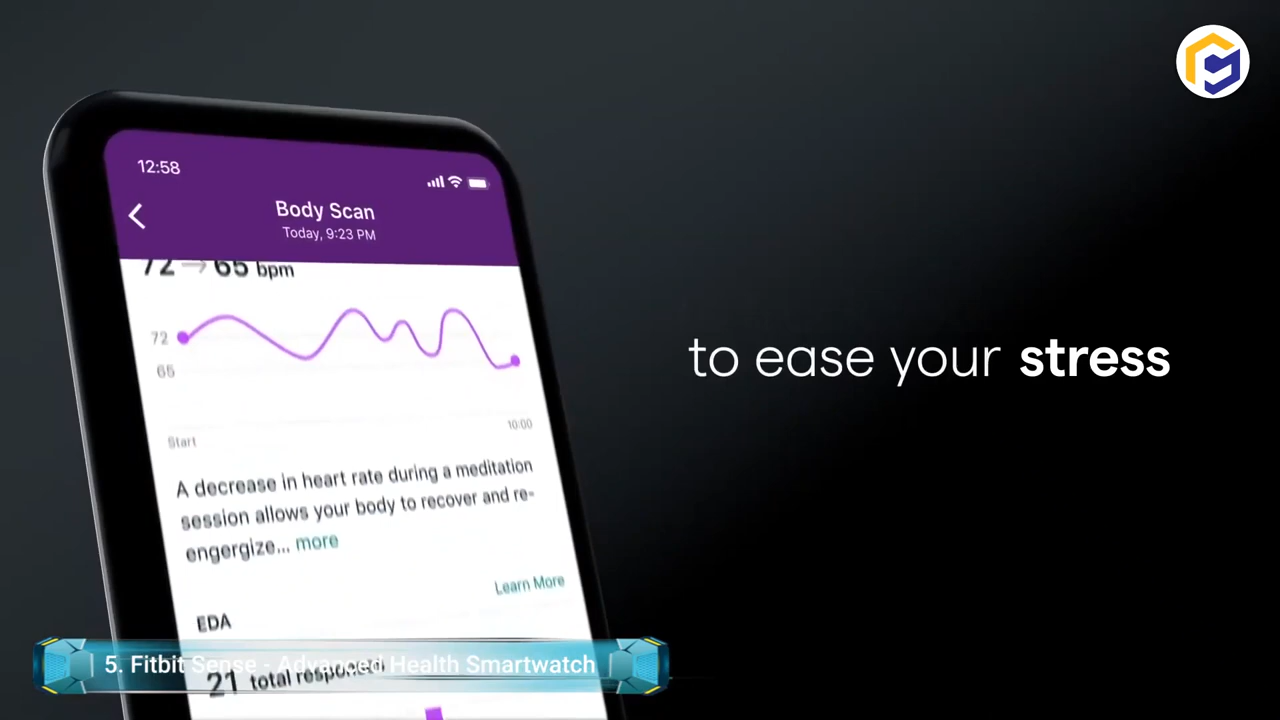 12:58
Body Scan
Today, 9:23 PM
72 → 65 bpm
72
65
Start
10:00
A decrease in heart rate during a meditation
session allows your body to recover and re-
engergize... more
Learn More
EDA
21 total responses
to ease your stress
5. Fitbit Sense - Advanced Health Smartwatch